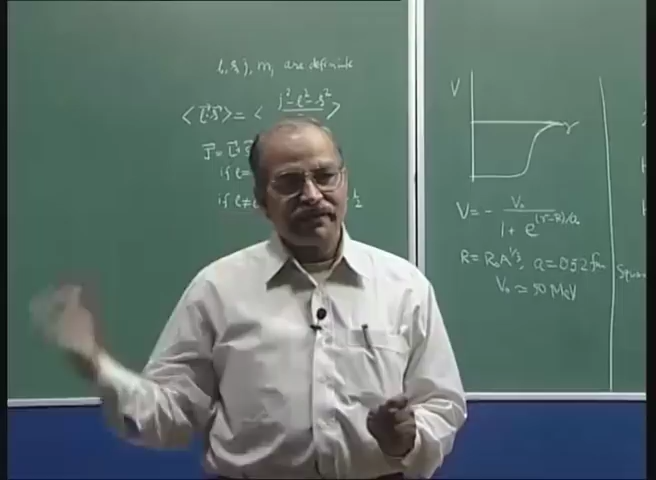 l, s, j, m_j are definite
<l⃗·s⃗> = < j²-l²-s² >
J⃗ = L⃗ +
if l =
if l ≠
V
r
V = - V₀ / 1 + e^{(r-R)/a}
R = R₀A^{1/3}, a = 0.52 fm
V₀ ≃ 50 MeV
Squ